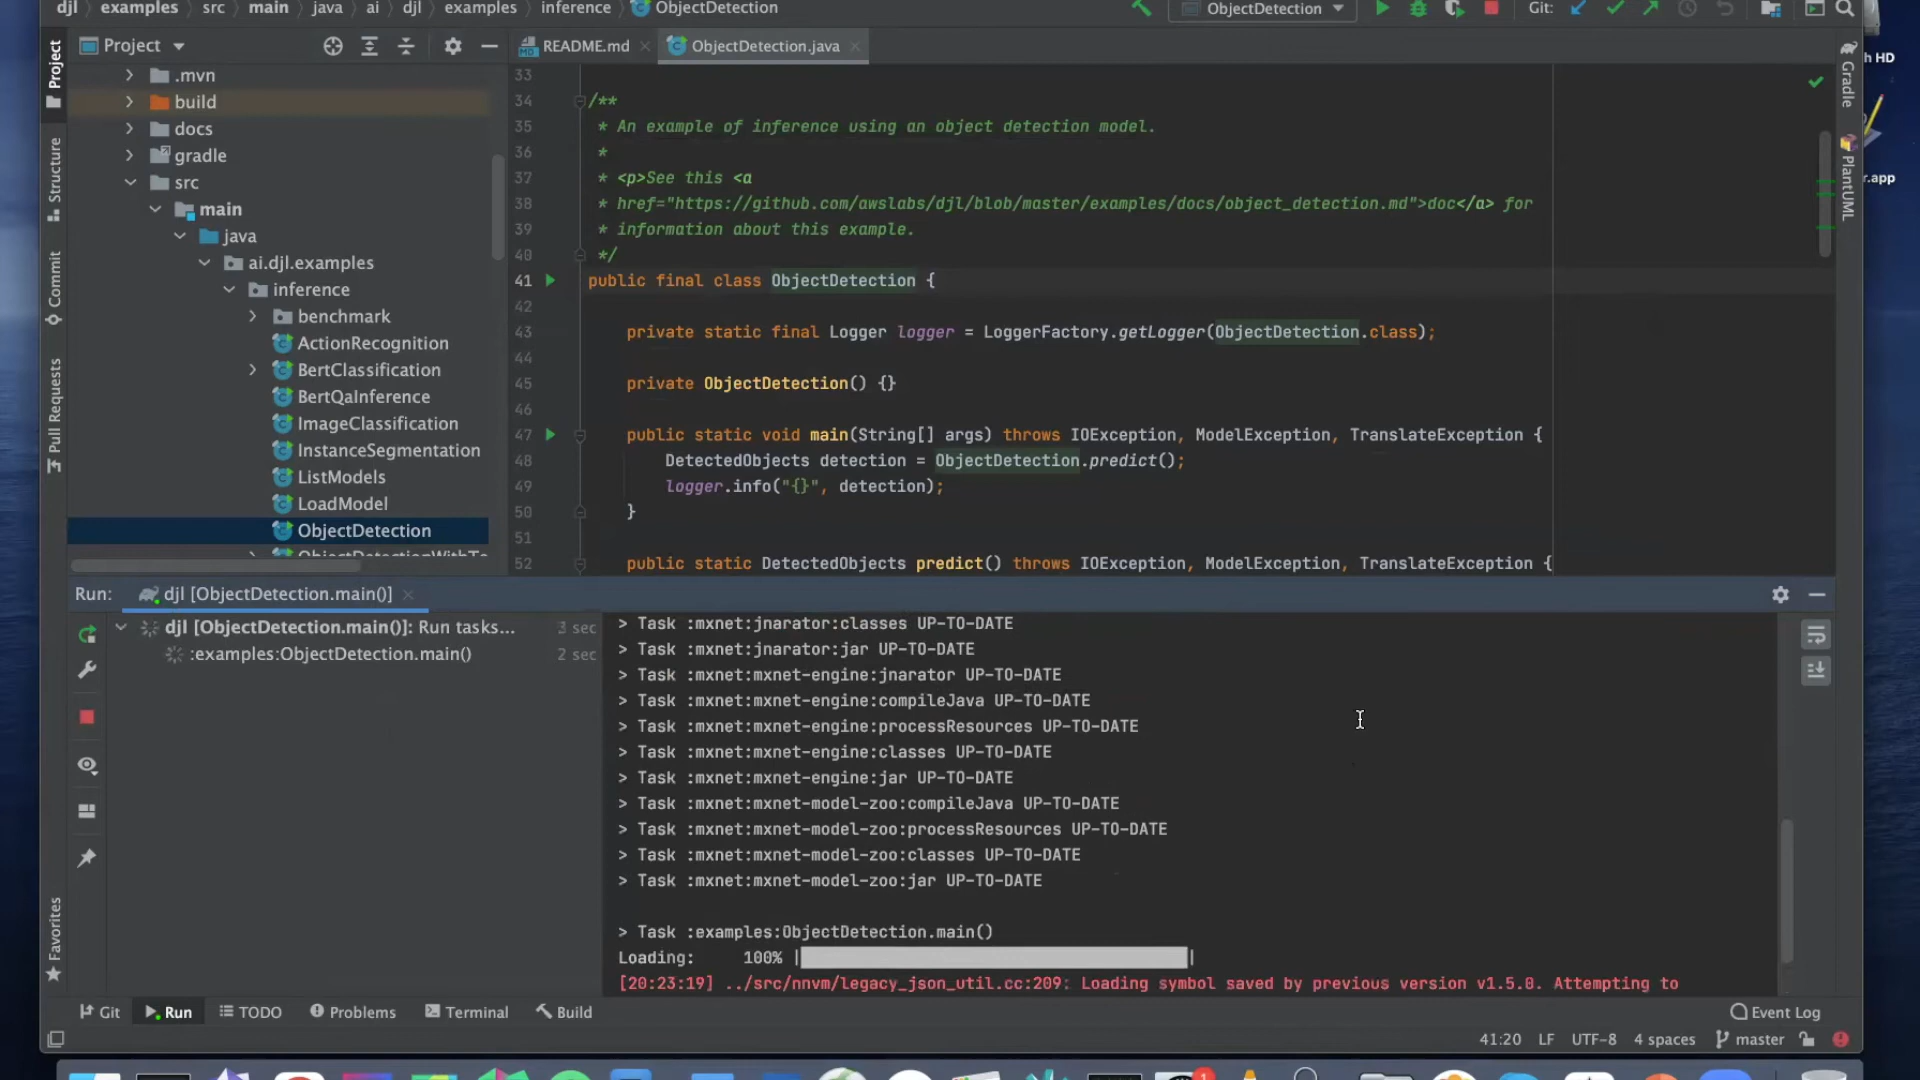 djl examples src main java ai djl examples inference ObjectDetection ObjectDetection Git:
Project README.md ObjectDetection.java
h HD
r.app
Project
Structure
Commit
Pull Requests
Favorites
Gradle
PlantUML
.mvn
build
docs
gradle
src
main
java
ai.djl.examples
inference
benchmark
ActionRecognition
BertClassification
BertQaInference
ImageClassification
InstanceSegmentation
ListModels
LoadModel
ObjectDetection
ObjectDetectionWithTe
33
34 /**
35 * An example of inference using an object detection model.
36 *
37 * <p>See this <a
38 * href="https://github.com/awslabs/djl/blob/master/examples/docs/object_detection.md">doc</a> for
39 * information about this example.
40 */
41 public final class ObjectDetection {
42
43 private static final Logger logger = LoggerFactory.getLogger(ObjectDetection.class);
44
45 private ObjectDetection() {}
46
47 public static void main(String[] args) throws IOException, ModelException, TranslateException {
48 DetectedObjects detection = ObjectDetection.predict();
49 logger.info("{}", detection);
50 }
51
52 public static DetectedObjects predict() throws IOException, ModelException, TranslateException {
Run: djl [ObjectDetection.main()]
djl [ObjectDetection.main()]: Run tasks... 3 sec
:examples:ObjectDetection.main() 2 sec
> Task :mxnet:jnarator:classes UP-TO-DATE
> Task :mxnet:jnarator:jar UP-TO-DATE
> Task :mxnet:mxnet-engine:jnarator UP-TO-DATE
> Task :mxnet:mxnet-engine:compileJava UP-TO-DATE
> Task :mxnet:mxnet-engine:processResources UP-TO-DATE
> Task :mxnet:mxnet-engine:classes UP-TO-DATE
> Task :mxnet:mxnet-engine:jar UP-TO-DATE
> Task :mxnet:mxnet-model-zoo:compileJava UP-TO-DATE
> Task :mxnet:mxnet-model-zoo:processResources UP-TO-DATE
> Task :mxnet:mxnet-model-zoo:classes UP-TO-DATE
> Task :mxnet:mxnet-model-zoo:jar UP-TO-DATE
> Task :examples:ObjectDetection.main()
Loading: 100% | |
[20:23:19] ../src/nnvm/legacy_json_util.cc:209: Loading symbol saved by previous version v1.5.0. Attempting to
Git Run TODO Problems Terminal Build Event Log
41:20 LF UTF-8 4 spaces master
1